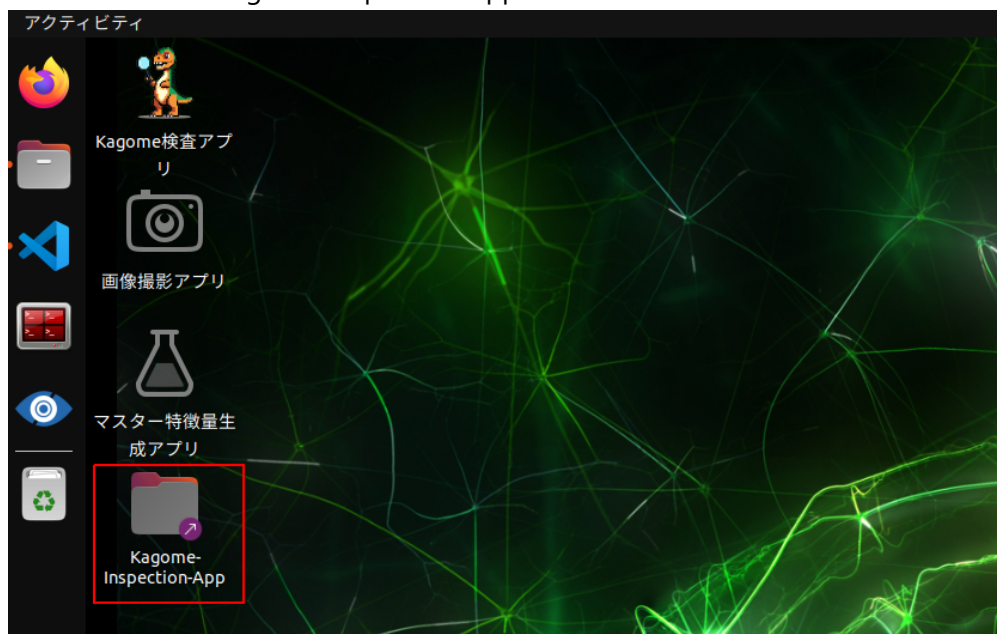 アクティビティ
Kagome検査アプ
リ
画像撮影アプリ
マスター特徴量生
成アプリ
Kagome-
Inspection-App